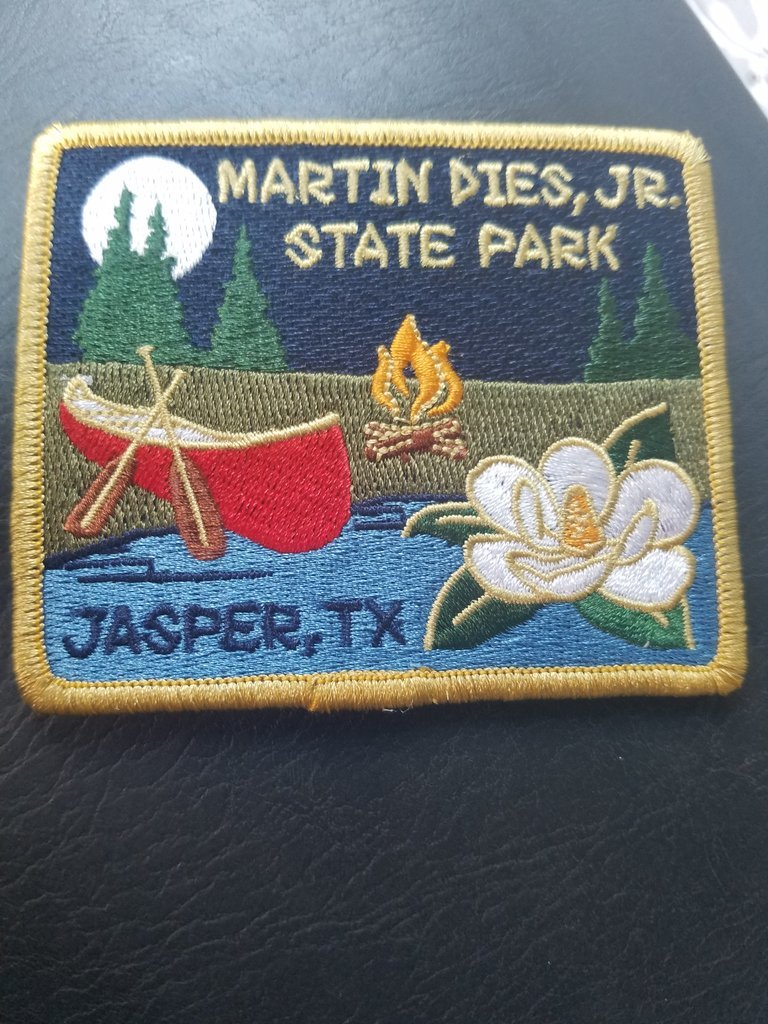 MARTIN DIES, JR.
STATE PARK
JASPER, TX